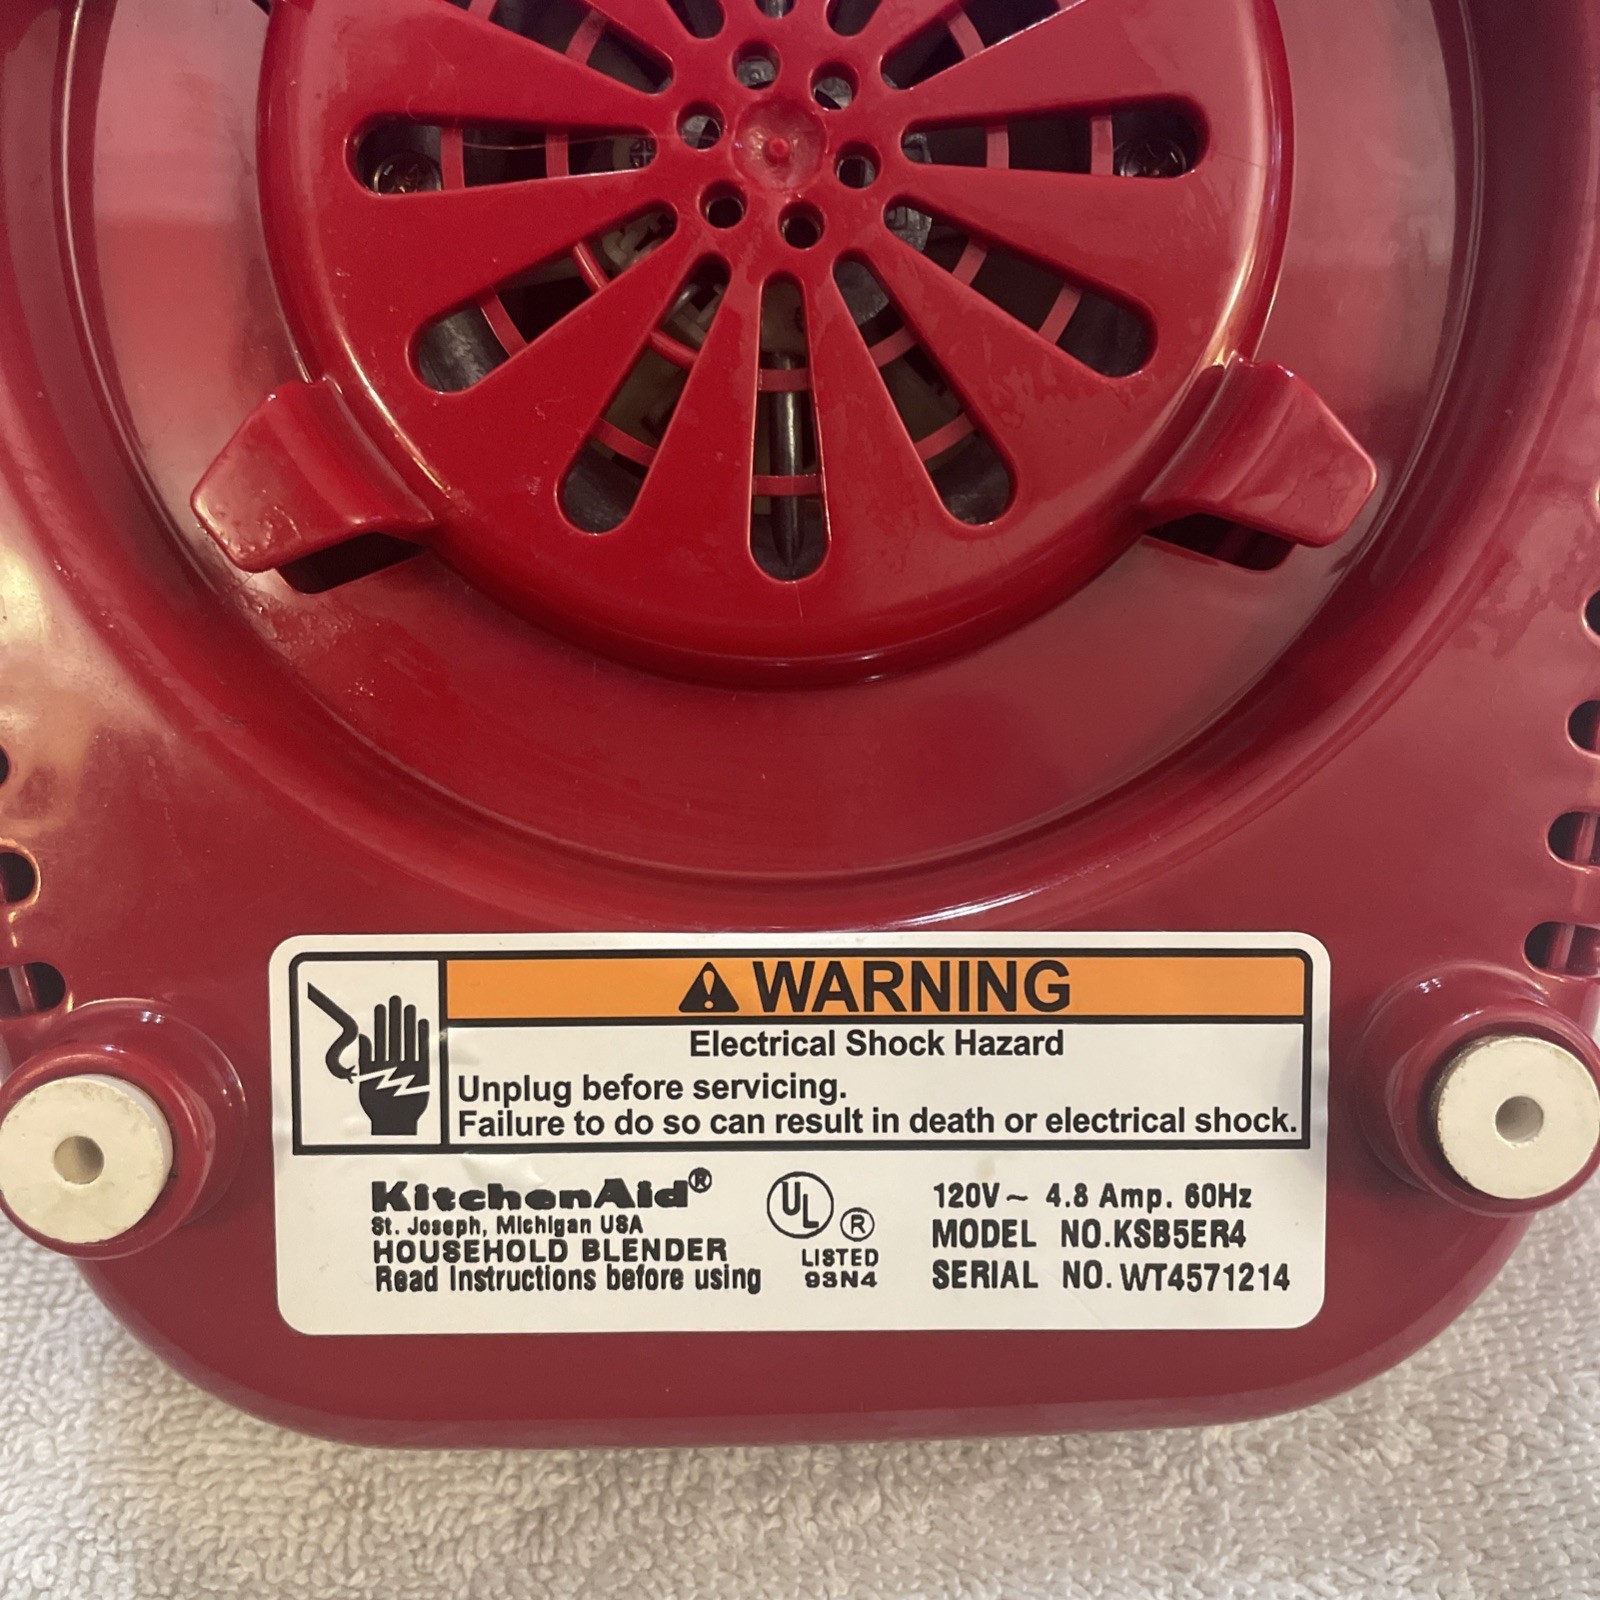 WARNING
Electrical Shock Hazard
Unplug before servicing.
Failure to do so can result in death or electrical shock.
KitchenAid®
St. Joseph, Michigan USA
HOUSEHOLD BLENDER
Read Instructions before using
UL ®
LISTED
93N4
120V~ 4.8 Amp. 60Hz
MODEL NO.KSB5ER4
SERIAL NO. WT4571214